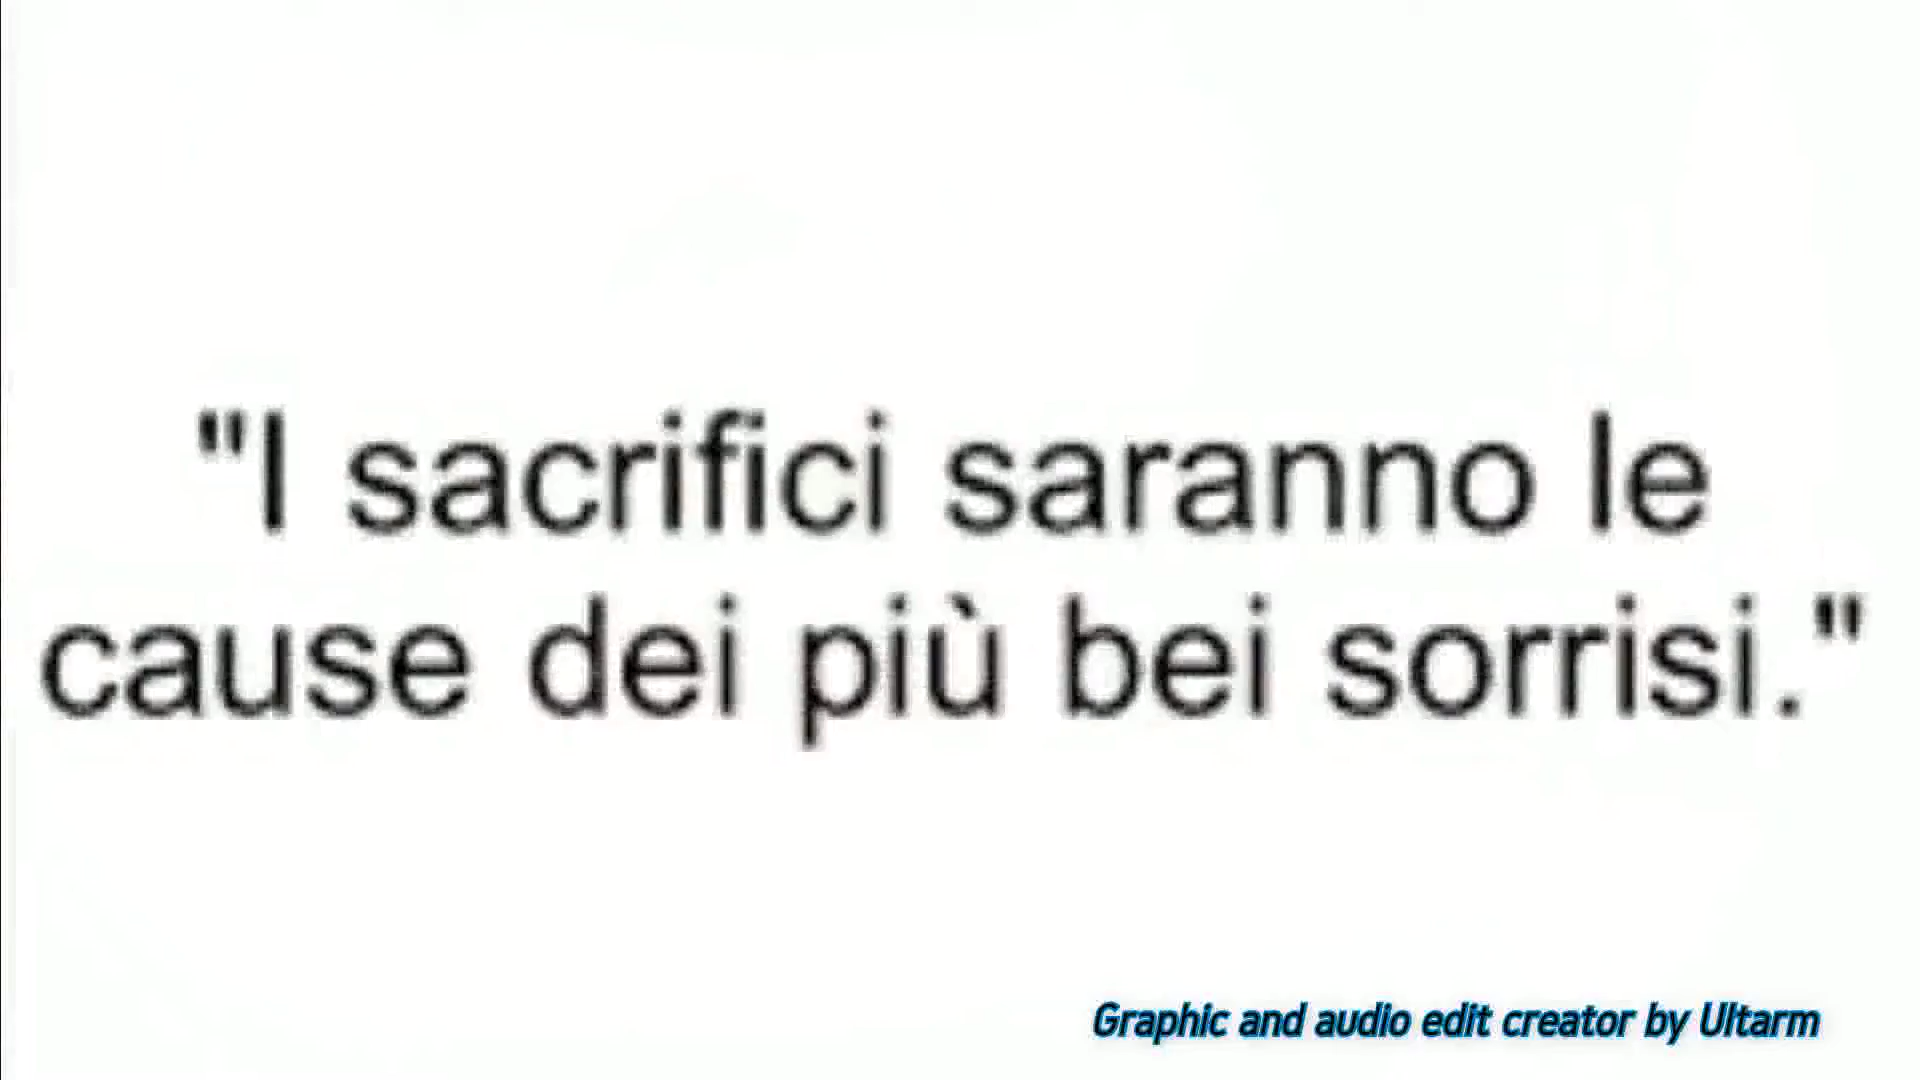 "I sacrifici saranno le
cause dei più bei sorrisi."
Graphic and audio edit creator by Ultarm